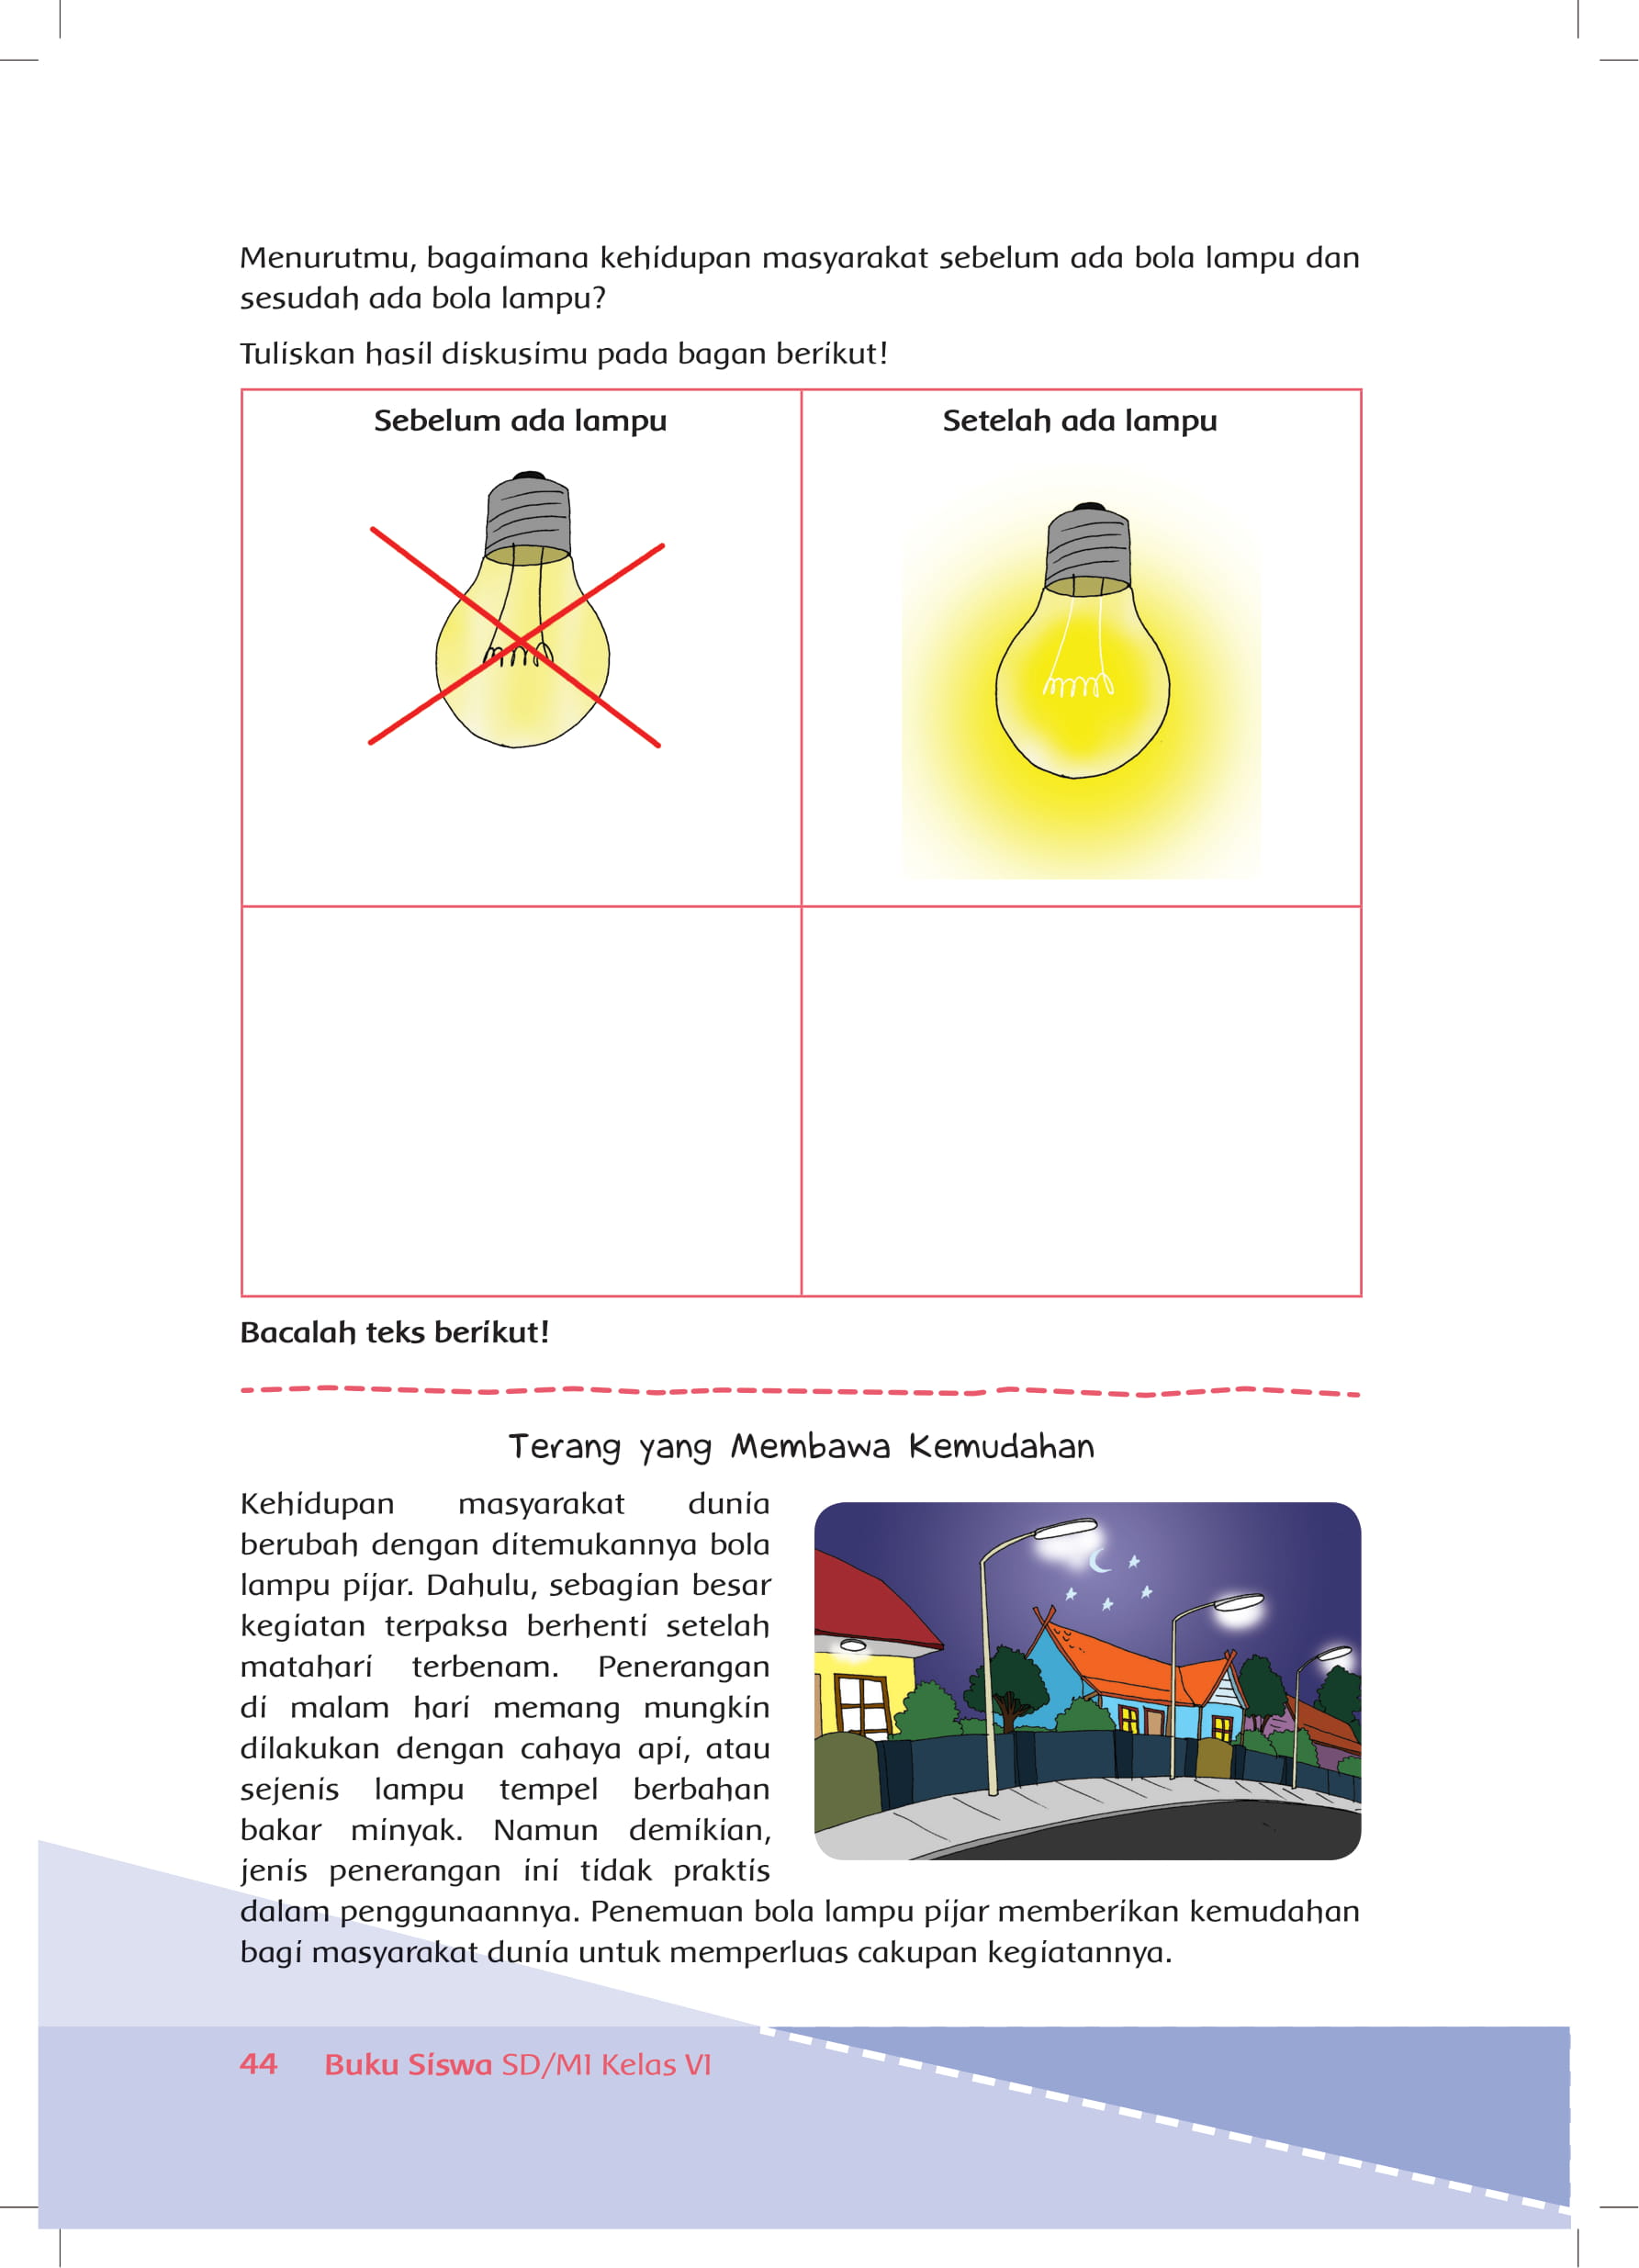 Menurutmu, bagaimana kehidupan masyarakat sebelum ada bola lampu dan
sesudah ada bola lampu?
Tuliskan hasil diskusimu pada bagan berikut!
Sebelum ada lampu
Setelah ada lampu
Bacalah teks berikut!
Terang yang Membawa Kemudahan
Kehidupan masyarakat dunia
berubah dengan ditemukannya bola
lampu pijar. Dahulu, sebagian besar
kegiatan terpaksa berhenti setelah
matahari terbenam. Penerangan
di malam hari memang mungkin
dilakukan dengan cahaya api, atau
sejenis lampu tempel berbahan
bakar minyak. Namun demikian,
jenis penerangan ini tidak praktis
dalam penggunaannya. Penemuan bola lampu pijar memberikan kemudahan
bagi masyarakat dunia untuk memperluas cakupan kegiatannya.
44 Buku Siswa SD/MI Kelas VI